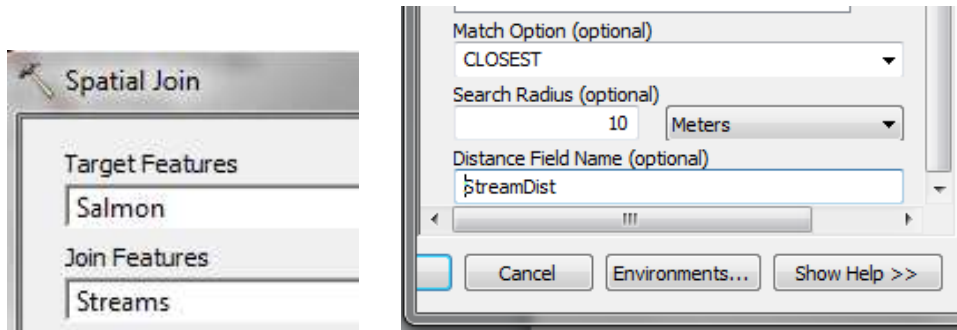 Spatial Join
Target Features
Salmon
Join Features
Streams
Match Option (optional)
CLOSEST
Search Radius (optional)
10 Meters
Distance Field Name (optional)
StreamDist
Cancel Environments... Show Help >>